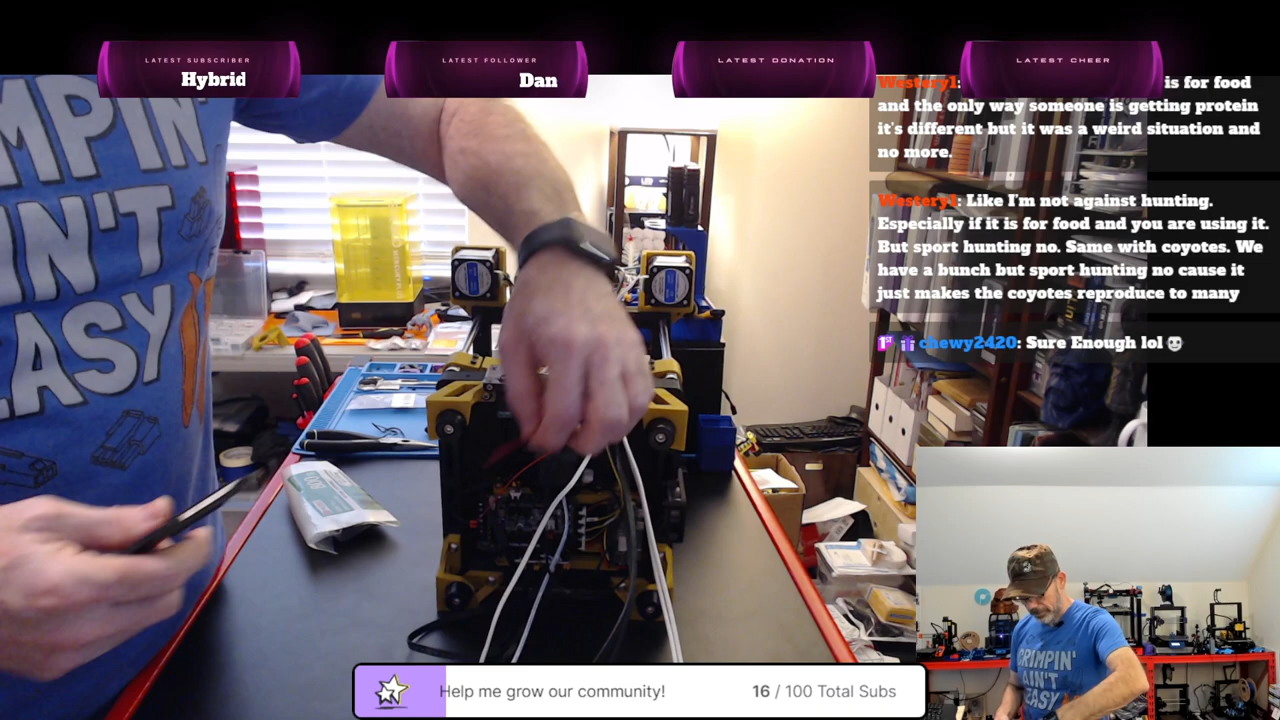 LATEST SUBSCRIBER
Hybrid
LATEST FOLLOWER
Dan
LATEST DONATION
LATEST CHEER
Westery1: is for food
and the only way someone is getting protein
it's different but it was a weird situation and
no more.
Westery1: Like I'm not against hunting.
Especially if it is for food and you are using it.
But sport hunting no. Same with coyotes. We
have a bunch but sport hunting no cause it
just makes the coyotes reproduce to many
chewy2420: Sure Enough lol
MPIN'
IN'T
EASY
CRIMPIN'
AIN'T
EASY
Help me grow our community!
16 / 100 Total Subs